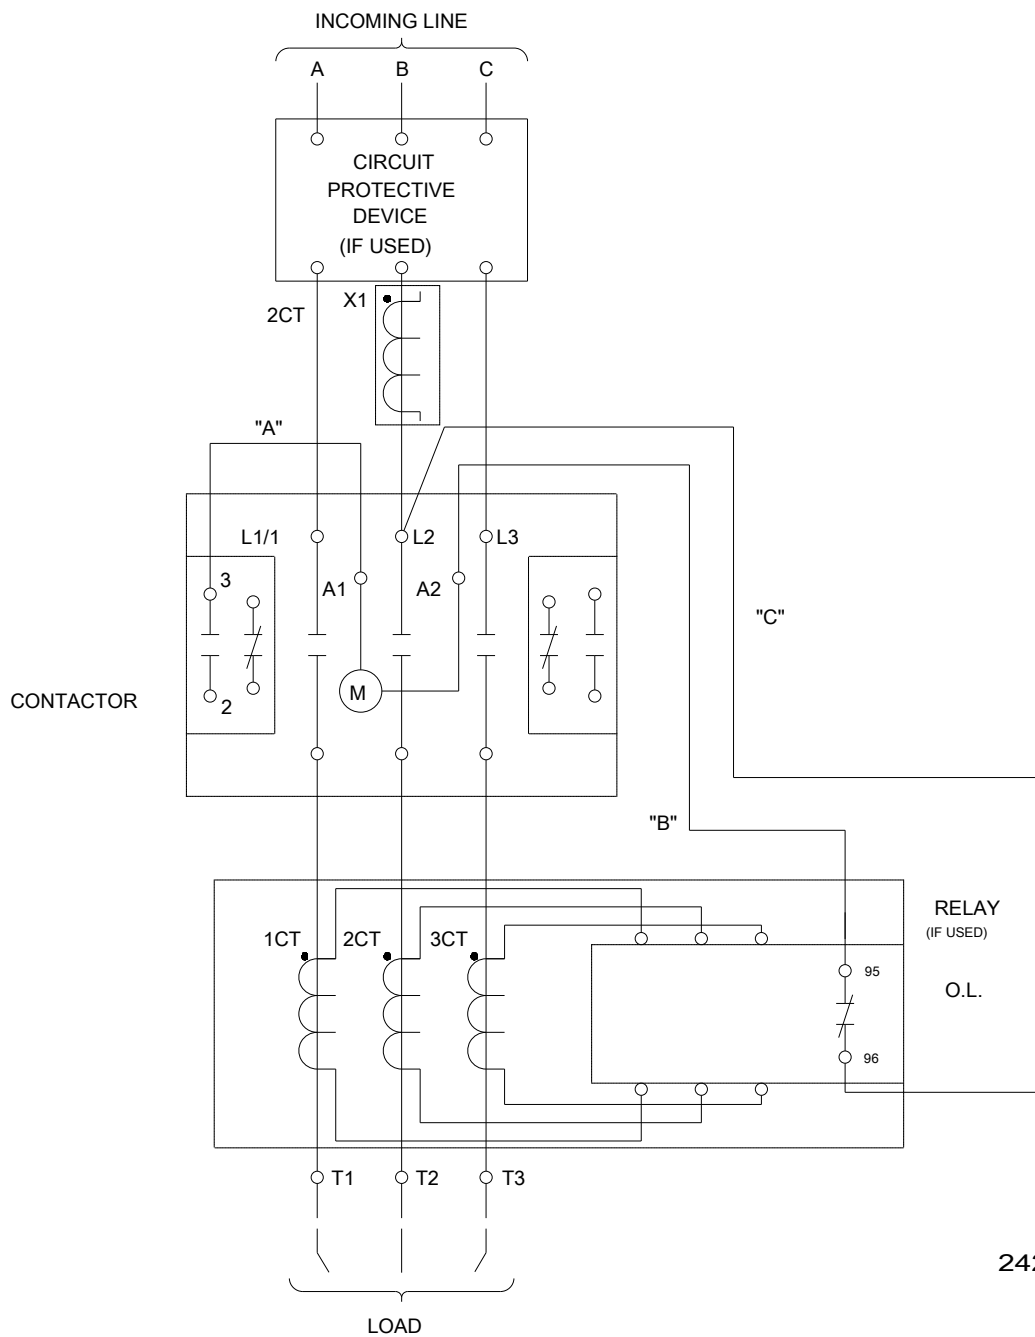 INCOMING LINE
A B C
CIRCUIT
PROTECTIVE
DEVICE
(IF USED)
X1
2CT
"A"
L1/1 L2 L3
3 A1 A2
"C"
M
2
CONTACTOR
"B"
RELAY
(IF USED)
1CT 2CT 3CT
95
O.L.
96
T1 T2 T3
242
LOAD